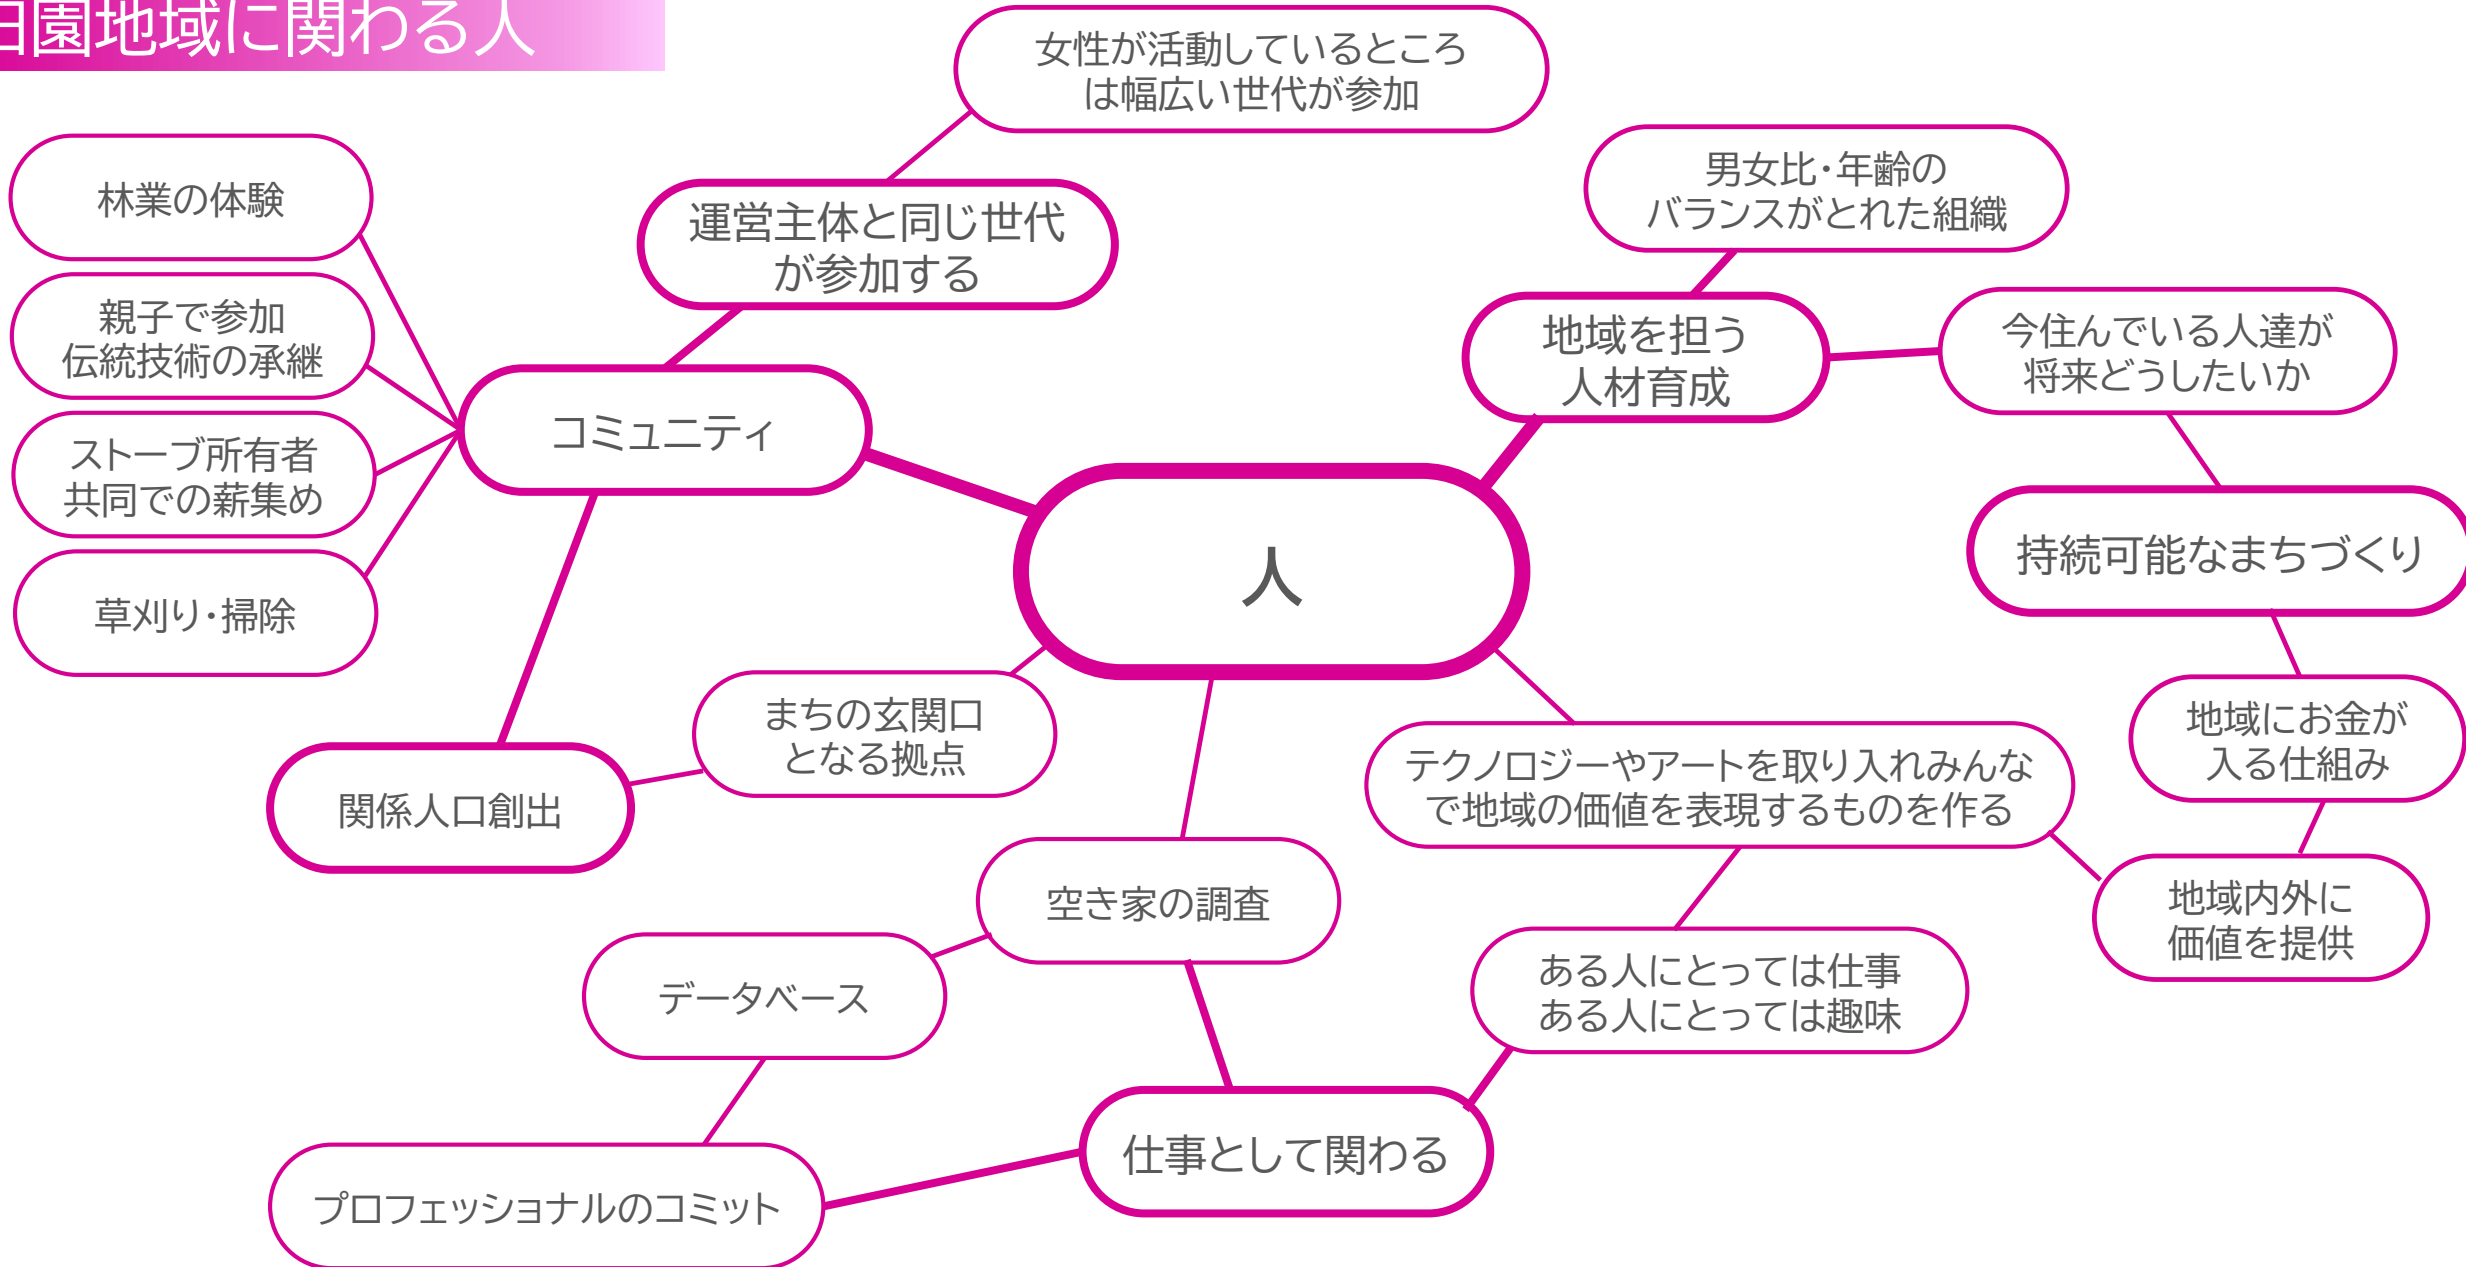 田園地域に関わる人
女性が活動しているところ
は幅広い世代が参加
男女比・年齢の
バランスがとれた組織
林業の体験
運営主体と同じ世代
が参加する
親子で参加
伝統技術の承継
地域を担う
人材育成
今住んでいる人達が
将来どうしたいか
コミュニティ
ストーブ所有者
共同での薪集め
人
持続可能なまちづくり
草刈り・掃除
まちの玄関口
となる拠点
地域にお金が
入る仕組み
テクノロジーやアートを取り入れみんな
で地域の価値を表現するものを作る
関係人口創出
空き家の調査
地域内外に
価値を提供
データベース
ある人にとっては仕事
ある人にとっては趣味
仕事として関わる
プロフェッショナルのコミット